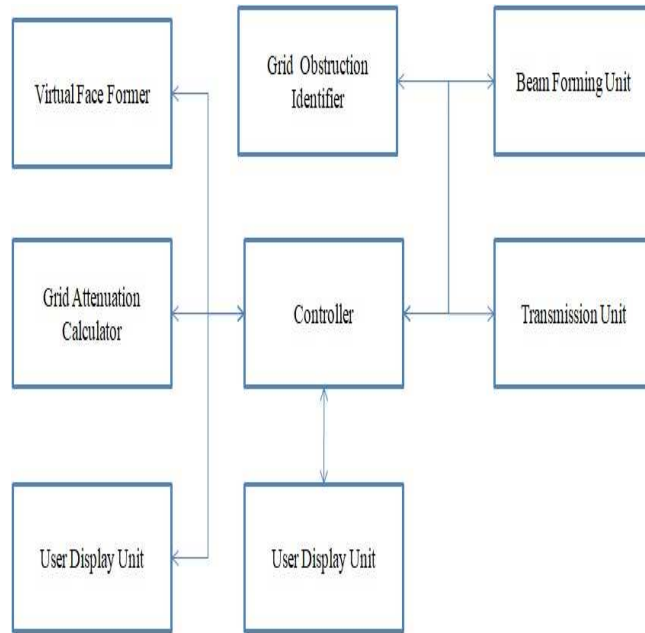 Virtual Face Former
Grid Obstruction
Identifier
Beam Forming Unit
Grid Attenuation
Calculator
Controller
Transmission Unit
User Display Unit
User Display Unit